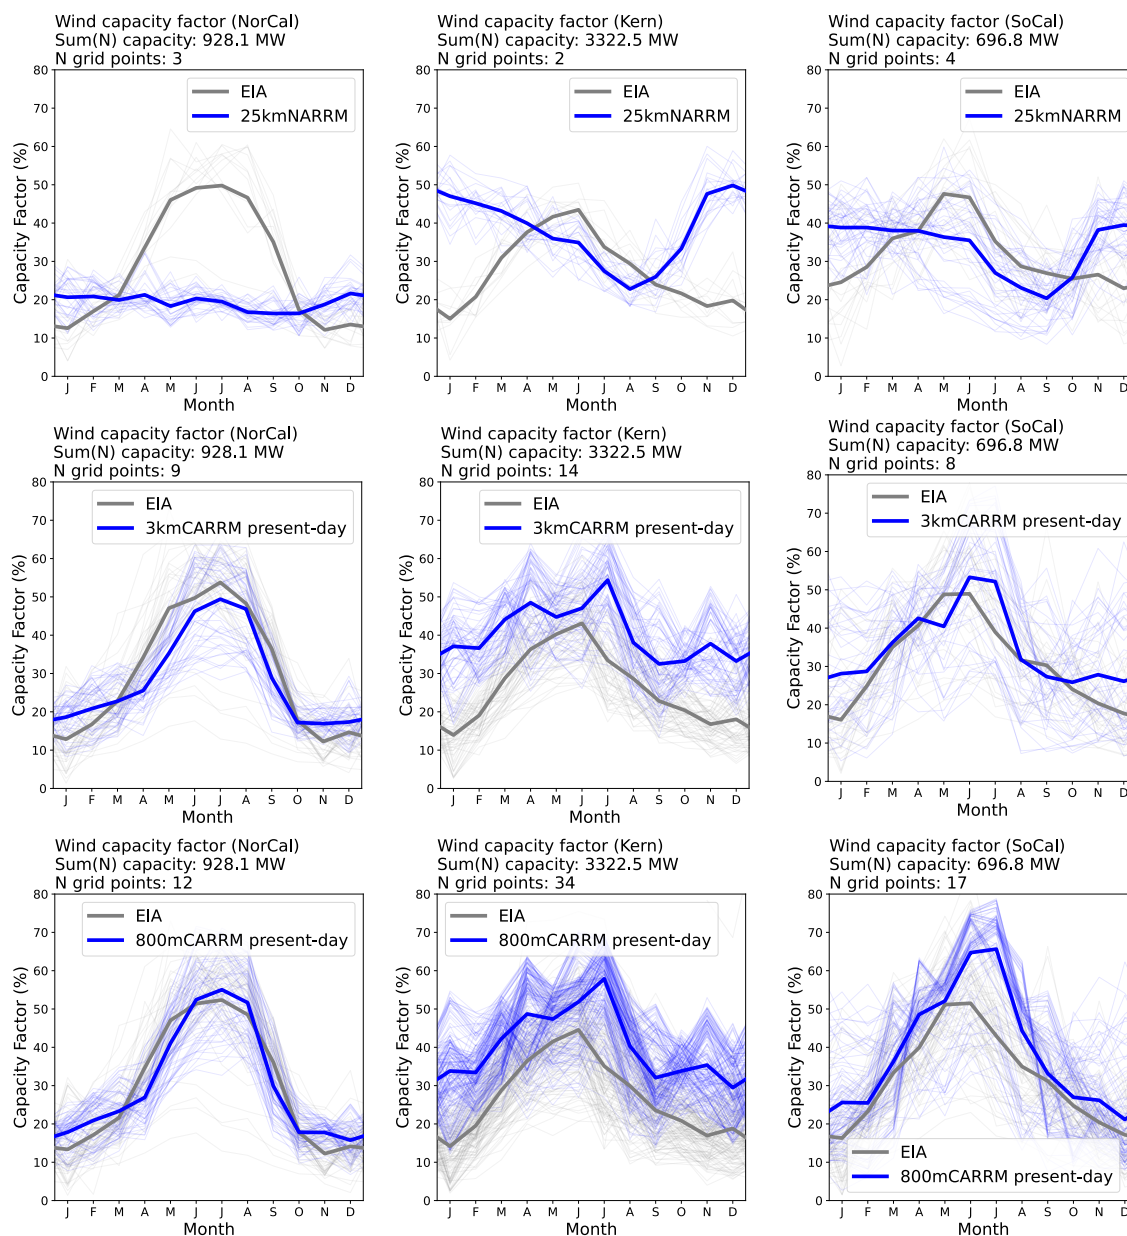 Wind capacity factor (NorCal)
Sum(N) capacity: 928.1 MW
N grid points: 3
80
70
60
50
40
30
20
10
0
Capacity Factor (%)
EIA
25kmNARRM
J F M A M J J A S O N D
Month
Wind capacity factor (Kern)
Sum(N) capacity: 3322.5 MW
N grid points: 2
80
70
60
50
40
30
20
10
0
Capacity Factor (%)
EIA
25kmNARRM
J F M A M J J A S O N D
Month
Wind capacity factor (SoCal)
Sum(N) capacity: 696.8 MW
N grid points: 4
80
70
60
50
40
30
20
10
0
Capacity Factor (%)
EIA
25kmNARRM
J F M A M J J A S O N D
Month
Wind capacity factor (NorCal)
Sum(N) capacity: 928.1 MW
N grid points: 9
80
70
60
50
40
30
20
10
0
Capacity Factor (%)
EIA
3kmCARRM present-day
J F M A M J J A S O N D
Month
Wind capacity factor (Kern)
Sum(N) capacity: 3322.5 MW
N grid points: 14
80
70
60
50
40
30
20
10
0
Capacity Factor (%)
EIA
3kmCARRM present-day
J F M A M J J A S O N D
Month
Wind capacity factor (SoCal)
Sum(N) capacity: 696.8 MW
N grid points: 8
80
70
60
50
40
30
20
10
0
Capacity Factor (%)
EIA
3kmCARRM present-day
J F M A M J J A S O N D
Month
Wind capacity factor (NorCal)
Sum(N) capacity: 928.1 MW
N grid points: 12
80
70
60
50
40
30
20
10
0
Capacity Factor (%)
EIA
800mCARRM present-day
J F M A M J J A S O N D
Month
Wind capacity factor (Kern)
Sum(N) capacity: 3322.5 MW
N grid points: 34
80
70
60
50
40
30
20
10
0
Capacity Factor (%)
EIA
800mCARRM present-day
J F M A M J J A S O N D
Month
Wind capacity factor (SoCal)
Sum(N) capacity: 696.8 MW
N grid points: 17
80
70
60
50
40
30
20
10
0
Capacity Factor (%)
EIA
800mCARRM present-day
J F M A M J J A S O N D
Month